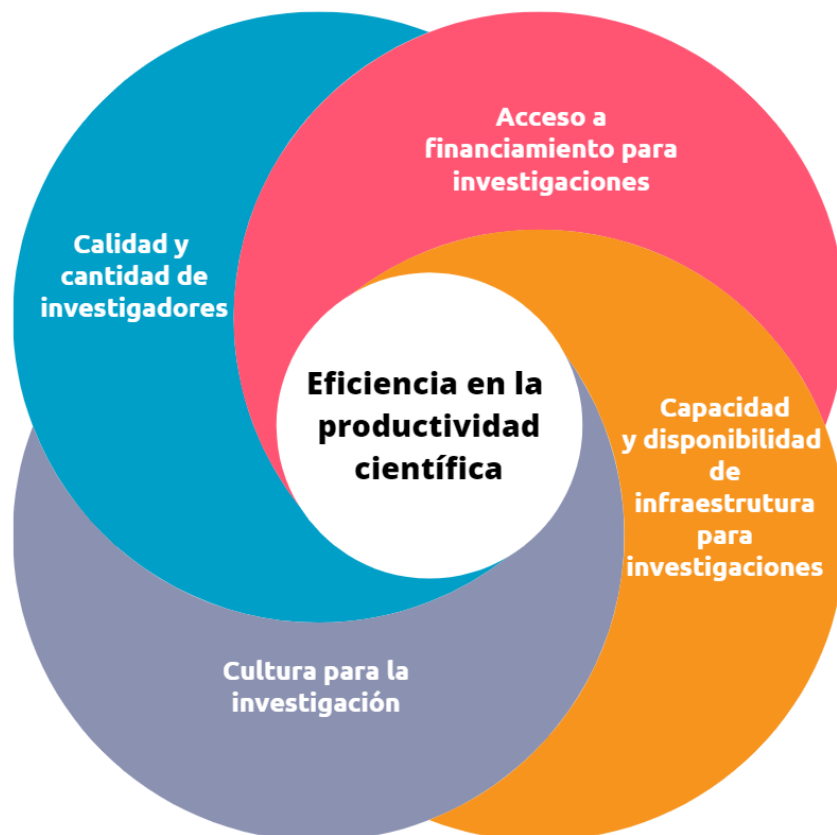 Acceso a
financiamiento para
investigaciones
Calidad y
cantidad de
investigadores
Eficiencia en la
productividad
científica
Capacidad
y disponibilidad
de
infraestrutura
para
investigaciones
Cultura para la
investigación